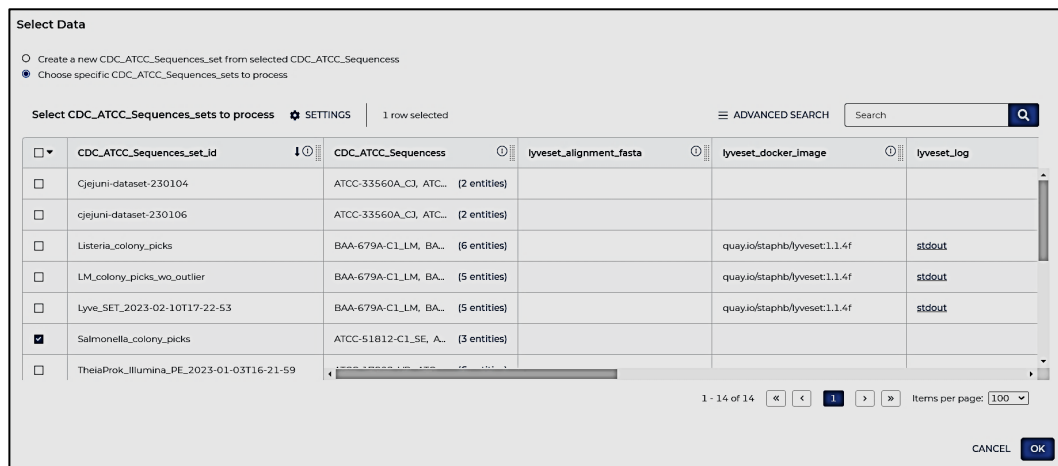 Select Data
Create a new CDC_ATCC_Sequences_set from selected CDC_ATCC_Sequencess
Choose specific CDC_ATCC_Sequences_sets to process
Select CDC_ATCC_Sequences_sets to process SETTINGS 1 row selected ADVANCED SEARCH Search
CDC_ATCC_Sequences_set_id CDC_ATCC_Sequencess lyveset_alignment_fasta lyveset_docker_image lyveset_log
Cjejuni-dataset-230104 ATCC-33560A_CJ, ATC... (2 entities)
cjejuni-dataset-230106 ATCC-33560A_CJ, ATC... (2 entities)
Listeria_colony_picks BAA-679A-C1_LM, BA... (6 entities) quay.io/staphb/lyveset:1.1.4f stdout
LM_colony_picks_wo_outlier BAA-679A-C1_LM, BA... (5 entities) quay.io/staphb/lyveset:1.1.4f stdout
Lyve_SET_2023-02-10T17-22-53 BAA-679A-C1_LM, BA... (5 entities) quay.io/staphb/lyveset:1.1.4f stdout
Salmonella_colony_picks ATCC-51812-C1_SE, A... (3 entities)
TheiaProk_Illumina_PE_2023-01-03T16-21-59
1 - 14 of 14 « ‹ 1 › » Items per page: 100
CANCEL OK